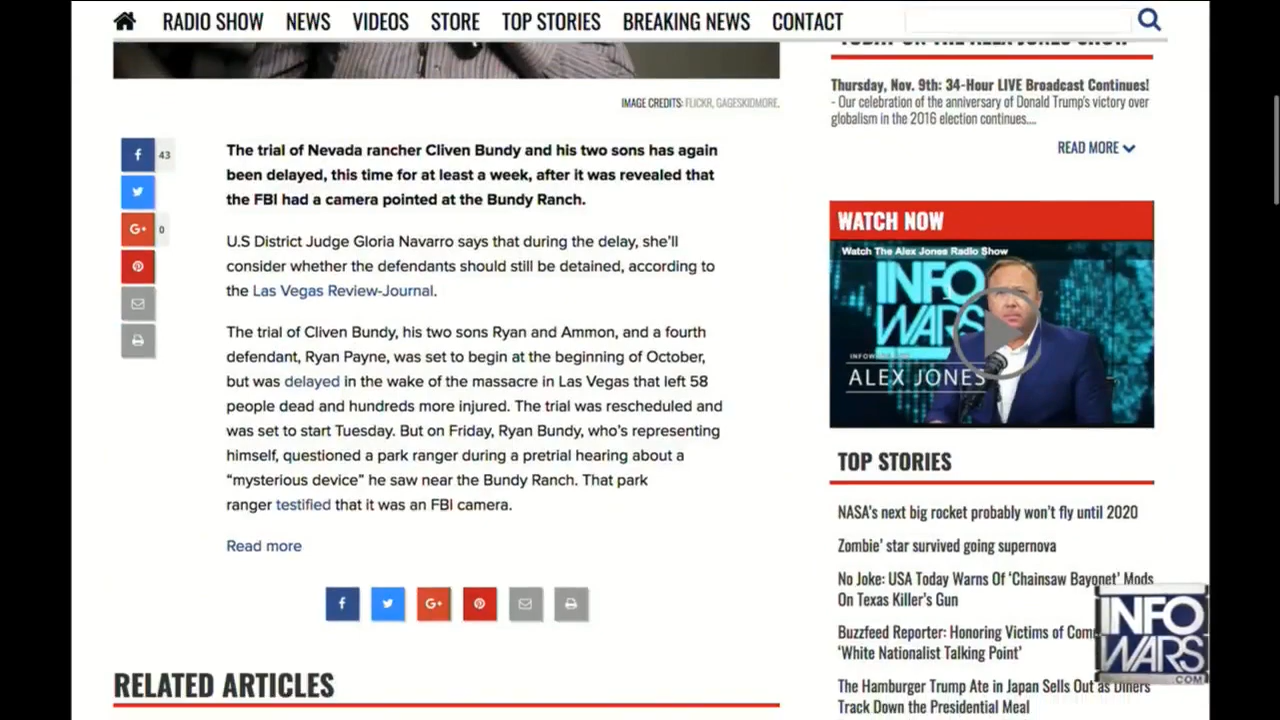 RADIO SHOW NEWS VIDEOS STORE TOP STORIES BREAKING NEWS CONTACT
IMAGE CREDITS: FLICKR, GAGESKIDMORE.
43
0
The trial of Nevada rancher Cliven Bundy and his two sons has again
been delayed, this time for at least a week, after it was revealed that
the FBI had a camera pointed at the Bundy Ranch.
U.S District Judge Gloria Navarro says that during the delay, she’ll
consider whether the defendants should still be detained, according to
the Las Vegas Review-Journal.
The trial of Cliven Bundy, his two sons Ryan and Ammon, and a fourth
defendant, Ryan Payne, was set to begin at the beginning of October,
but was delayed in the wake of the massacre in Las Vegas that left 58
people dead and hundreds more injured. The trial was rescheduled and
was set to start Tuesday. But on Friday, Ryan Bundy, who’s representing
himself, questioned a park ranger during a pretrial hearing about a
“mysterious device” he saw near the Bundy Ranch. That park
ranger testified that it was an FBI camera.
Read more
RELATED ARTICLES
TODAY ON THE ALEX JONES SHOW
Thursday, Nov. 9th: 34-Hour LIVE Broadcast Continues!
- Our celebration of the anniversary of Donald Trump's victory over
globalism in the 2016 election continues....
READ MORE
WATCH NOW
Watch The Alex Jones Radio Show
INFO
WARS
ALEX JONES
TOP STORIES
NASA’s next big rocket probably won’t fly until 2020
Zombie’ star survived going supernova
No Joke: USA Today Warns Of ‘Chainsaw Bayonet’ Mods
On Texas Killer’s Gun
Buzzfeed Reporter: Honoring Victims of Com
‘White Nationalist Talking Point’
The Hamburger Trump Ate in Japan Sells Out as Diners
Track Down the Presidential Meal
INFO
WARS
.COM